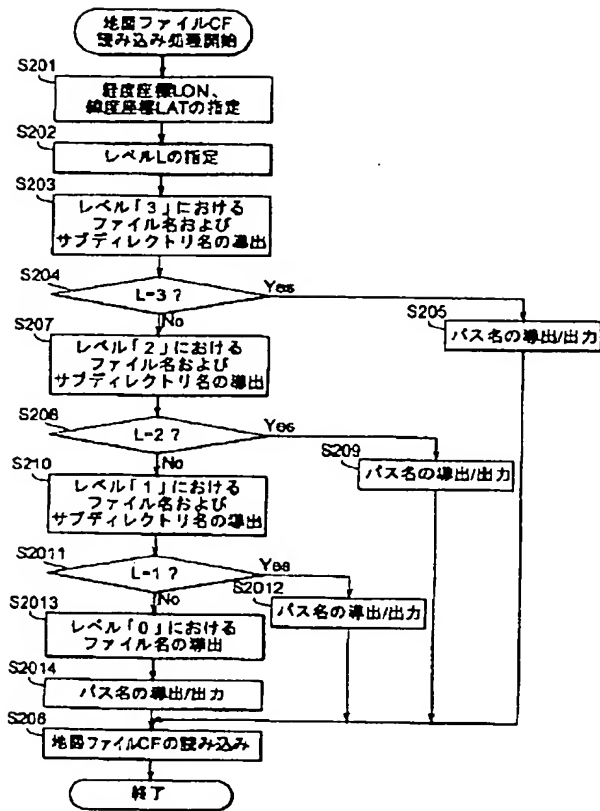 地図ファイルCF
読み込み処理開始
S201
経度座標LON、
緯度座標LATの指定
S202
レベルLの指定
S203
レベル「3」における
ファイル名および
サブディレクトリ名の導出
S204
L=3?
Yes
No
S205
パス名の導出/出力
S207
レベル「2」における
ファイル名および
サブディレクトリ名の導出
S208
L=2?
Yes
No
S209
パス名の導出/出力
S210
レベル「1」における
ファイル名および
サブディレクトリ名の導出
S2011
L=1?
Yes
No
S2012
パス名の導出/出力
S2013
レベル「0」における
ファイル名の導出
S2014
パス名の導出/出力
S206
地図ファイルCFの読み込み
終了